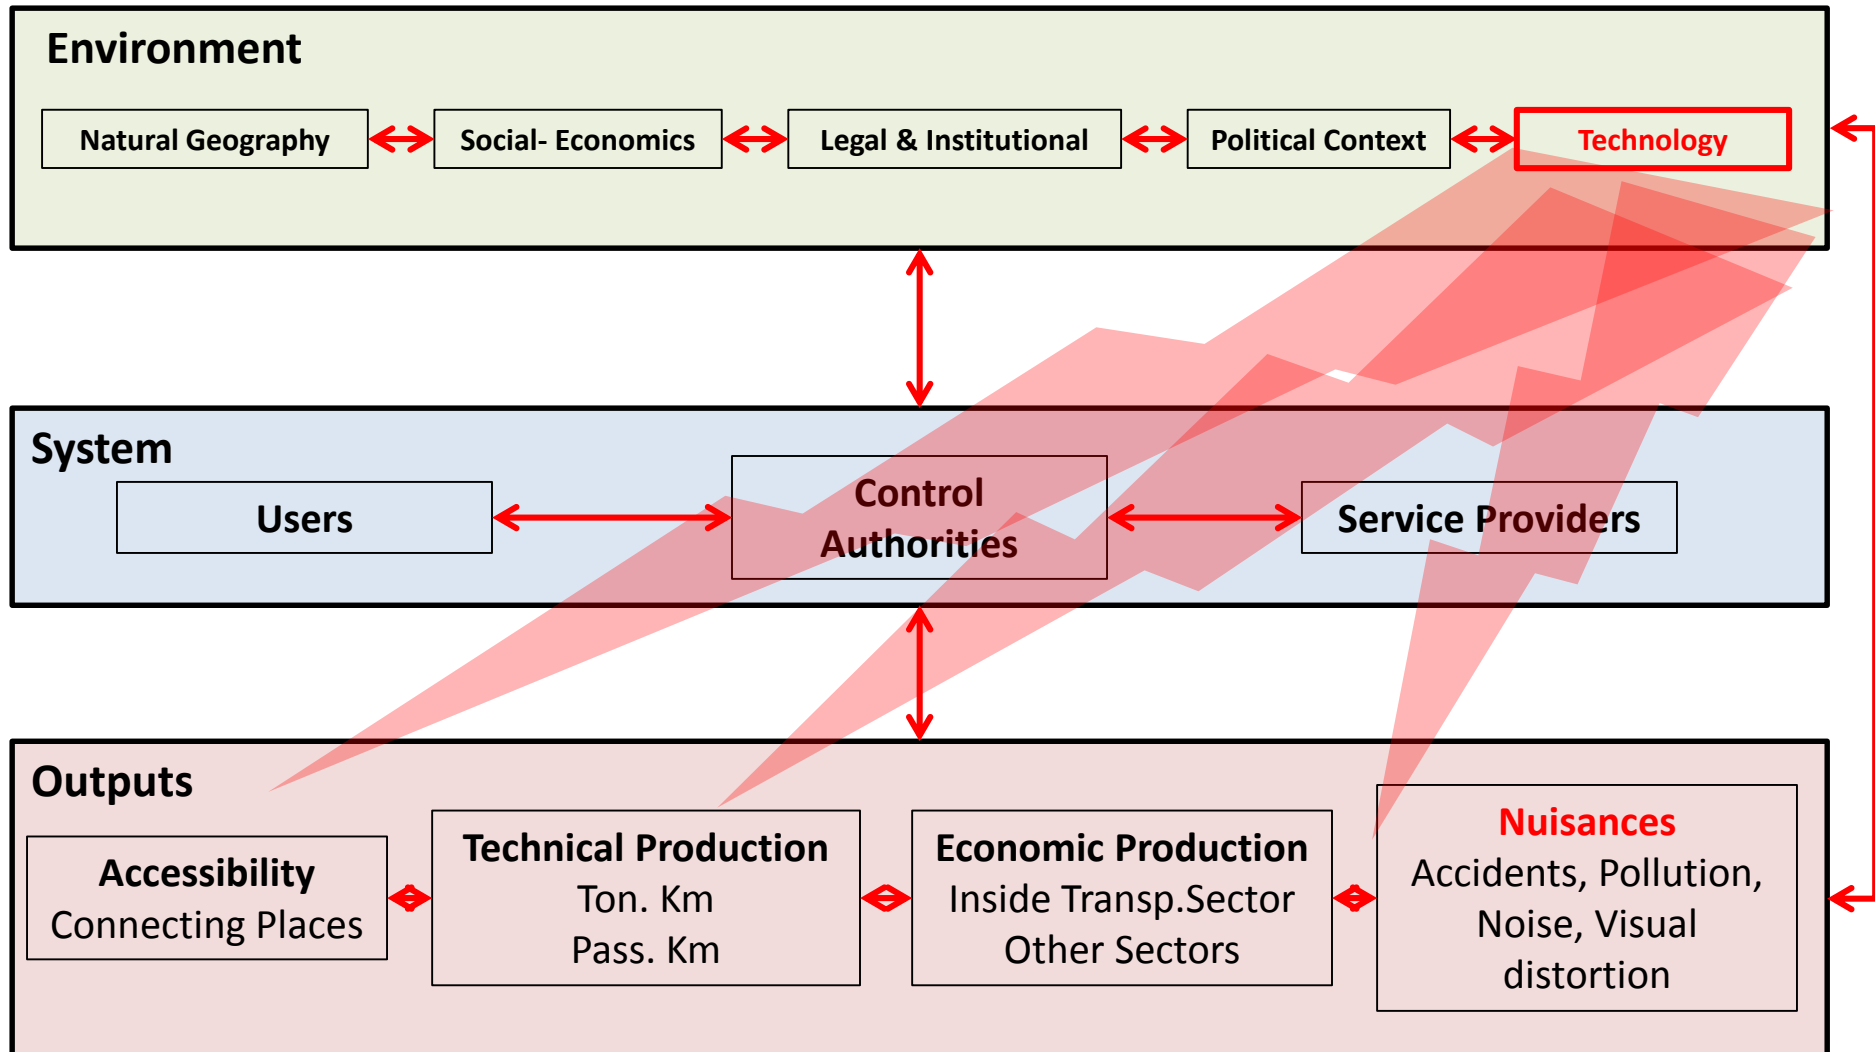 Environment
Natural Geography
Social- Economics
Legal & Institutional
Political Context
Technology
System
Users
Control
Authorities
Service Providers
Outputs
Accessibility
Connecting Places
Technical Production
Ton. Km
Pass. Km
Economic Production
Inside Transp.Sector
Other Sectors
Nuisances
Accidents, Pollution,
Noise, Visual
distortion